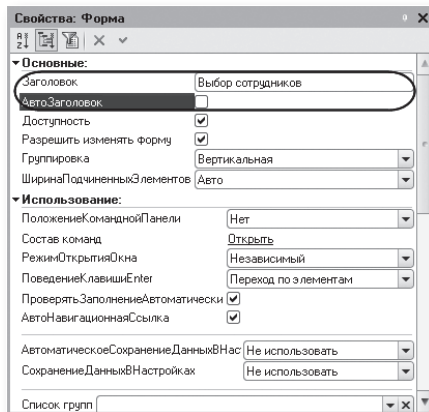 Свойства: Форма
Основные:
Заголовок Выбор сотрудников
АвтоЗаголовок
Доступность
Разрешить изменять форму
Группировка Вертикальная
ШиринаПодчиненныхЭлементов Авто
Использование:
ПоложениеКоманднойПанели Нет
Состав команд Открыть
РежимОткрытияОкна Независимый
ПоведениеКлавишиEnter Переход по элементам
ПроверятьЗаполнениеАвтоматически
АвтоНавигационнаяСсылка
АвтоматическоеСохранениеДанныхВНас Не использовать
СохранениеДанныхВНастройках Не использовать
Список групп